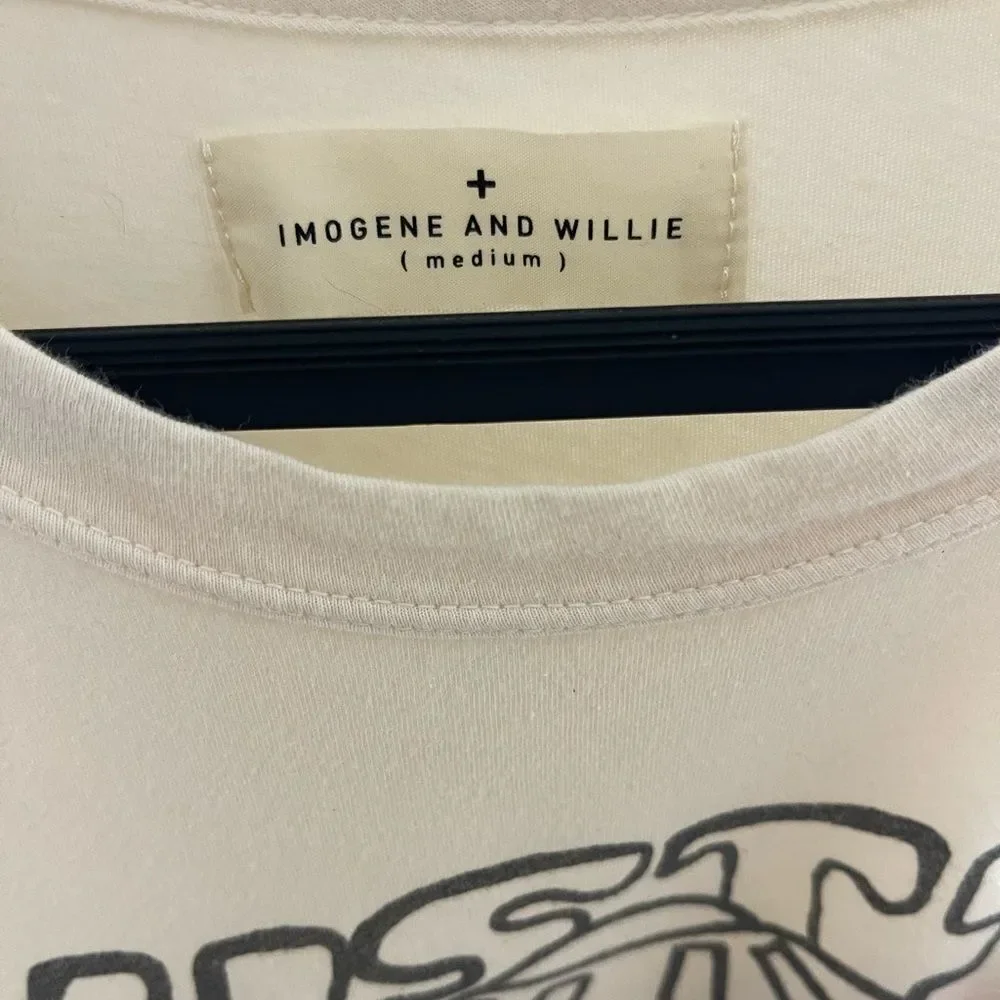 +
IMOGENE AND WILLIE
( medium )